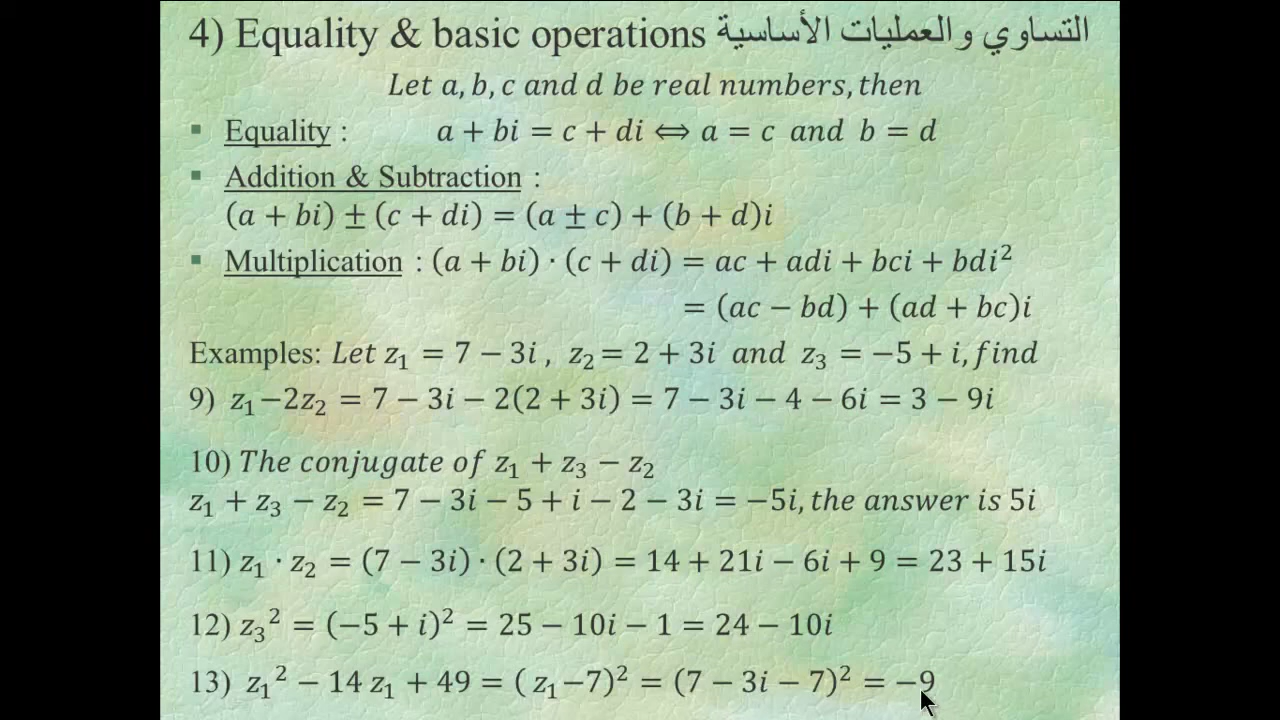 4) Equality & basic operations التساوي والعمليات الأساسية
Let a, b, c and d be real numbers, then
▪ Equality : a + bi = c + di ⟺ a = c and b = d
▪ Addition & Subtraction :
(a + bi) ± (c + di) = (a ± c) + (b + d)i
▪ Multiplication : (a + bi) · (c + di) = ac + adi + bci + bdi²
= (ac − bd) + (ad + bc)i
Examples: Let z₁ = 7 − 3i , z₂ = 2 + 3i and z₃ = −5 + i, find
9) z₁−2z₂ = 7 − 3i − 2(2 + 3i) = 7 − 3i − 4 − 6i = 3 − 9i
10) The conjugate of z₁ + z₃ − z₂
z₁ + z₃ − z₂ = 7 − 3i − 5 + i − 2 − 3i = −5i, the answer is 5i
11) z₁ · z₂ = (7 − 3i) · (2 + 3i) = 14 + 21i − 6i + 9 = 23 + 15i
12) z₃² = (−5 + i)² = 25 − 10i − 1 = 24 − 10i
13) z₁² − 14 z₁ + 49 = ( z₁−7)² = (7 − 3i − 7)² = −9